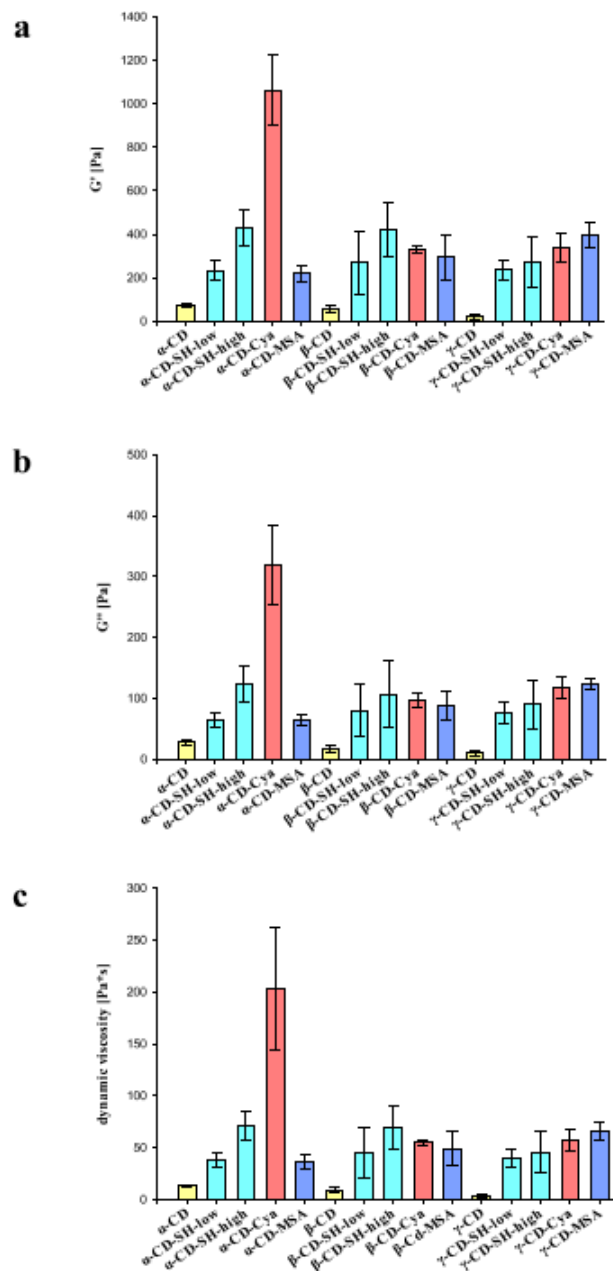 a
1400
1200
1000
800
600
400
200
0
G' [Pa]
α-CD
α-CD-SH-low
α-CD-SH-high
α-CD-Cya
α-CD-MSA
β-CD
β-CD-SH-low
β-CD-SH-high
β-CD-Cya
β-CD-MSA
γ-CD
γ-CD-SH-low
γ-CD-SH-high
γ-CD-Cya
γ-CD-MSA
b
500
400
300
200
100
0
G'' [Pa]
α-CD
α-CD-SH-low
α-CD-SH-high
α-CD-Cya
α-CD-MSA
β-CD
β-CD-SH-low
β-CD-SH-high
β-CD-Cya
β-CD-MSA
γ-CD
γ-CD-SH-low
γ-CD-SH-high
γ-CD-Cya
γ-CD-MSA
c
300
250
200
150
100
50
0
dynamic viscosity [Pa*s]
α-CD
α-CD-SH-low
α-CD-SH-high
α-CD-Cya
α-CD-MSA
β-CD
β-CD-SH-low
β-CD-SH-high
β-CD-Cya
β-Cd-MSA
γ-CD
γ-CD-SH-low
γ-CD-SH-high
γ-CD-Cya
γ-CD-MSA